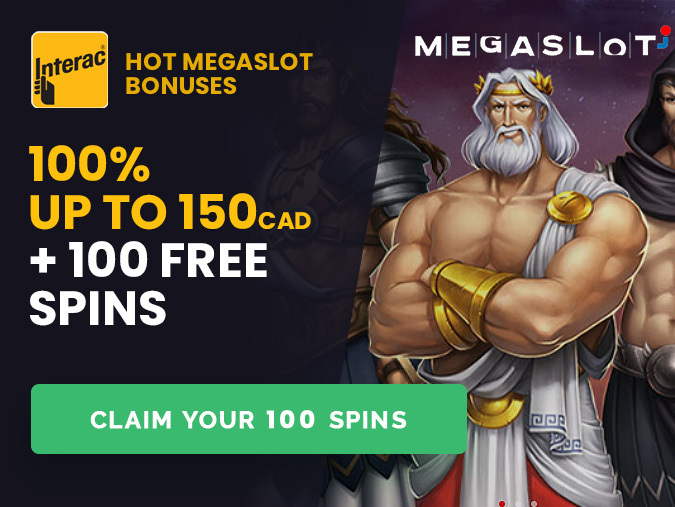 Interac®
HOT MEGASLOT
BONUSES
MEGASLOT
100%
UP TO 150CAD
+ 100 FREE
SPINS
CLAIM YOUR 100 SPINS